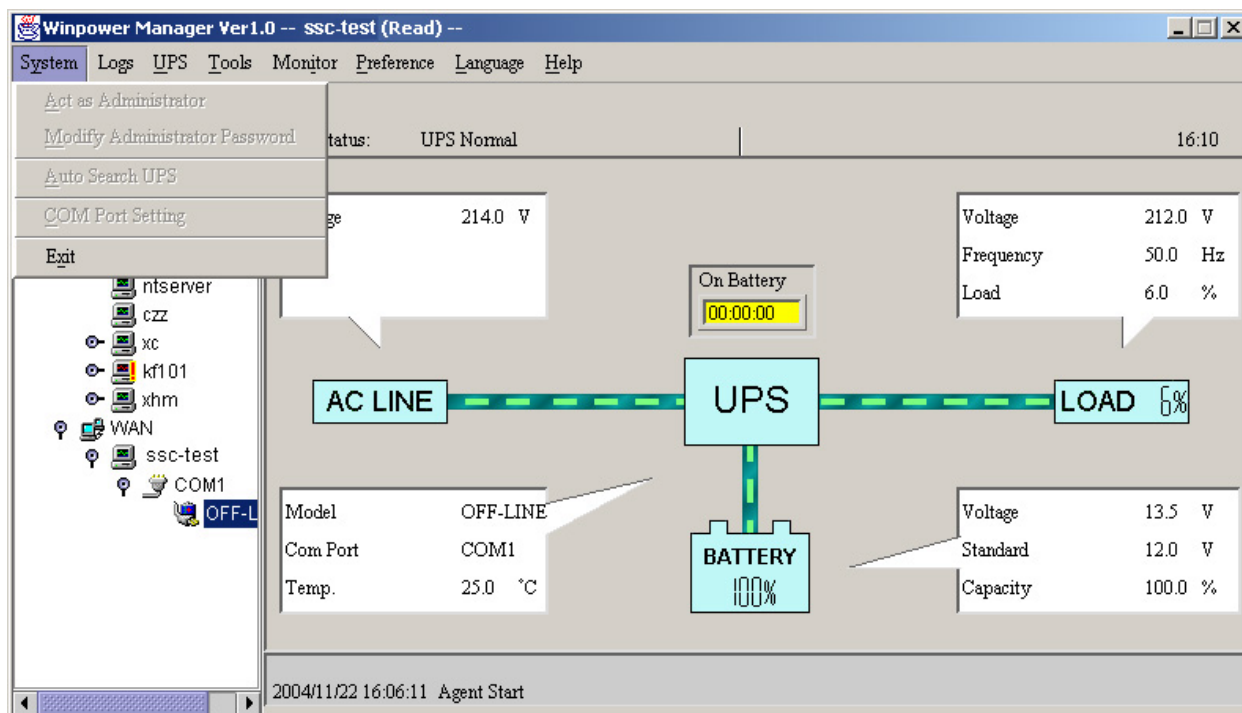 Winpower Manager Ver1.0 -- ssc-test (Read) --
System Logs UPS Tools Monitor Preference Language Help
Act as Administrator
Modify Administrator Password
Auto Search UPS
COM Port Setting
Exit
tatus: UPS Normal 16:10
ge 214.0 V
Voltage 212.0 V
Frequency 50.0 Hz
Load 6.0 %
On Battery
00:00:00
ntserver
czz
xc
kf101
xhm
WAN
ssc-test
COM1
OFF-L
AC LINE
UPS
LOAD 6%
Model OFF-LINE
Com Port COM1
Temp. 25.0 °C
BATTERY
100%
Voltage 13.5 V
Standard 12.0 V
Capacity 100.0 %
2004/11/22 16:06:11 Agent Start